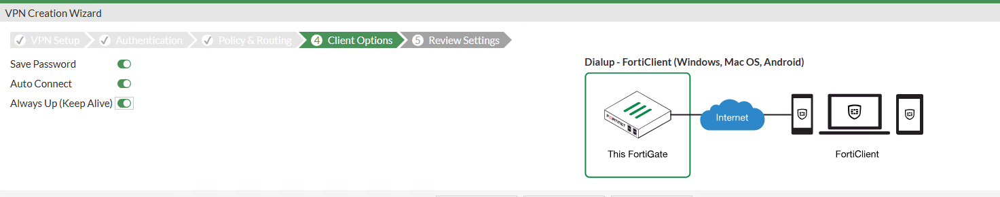 VPN Creation Wizard
VPN Setup
Authentication
Policy & Routing
4 Client Options
5 Review Settings
Save Password
Auto Connect
Always Up (Keep Alive)
Dialup - FortiClient (Windows, Mac OS, Android)
FORTINET
Internet
This FortiGate
FortiClient